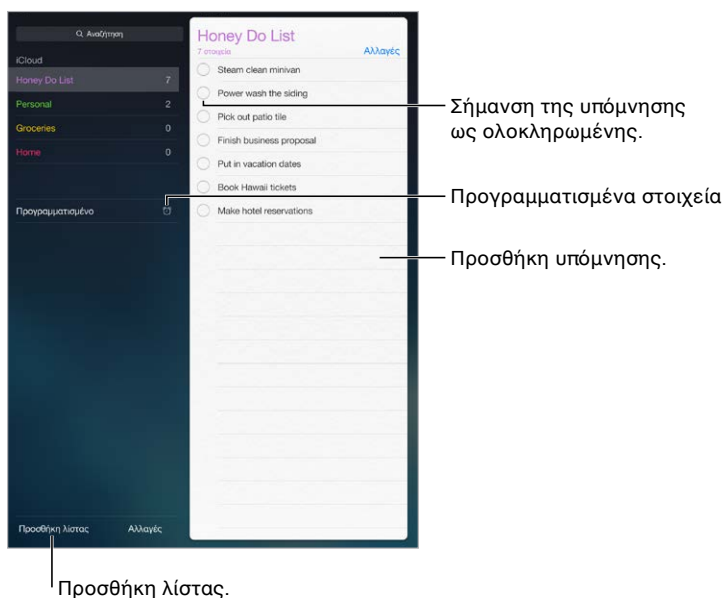 Αναζήτηση
iCloud
Honey Do List 7
Personal 2
Groceries 0
Home 0
Προγραμματισμένο
Προσθήκη λίστας Αλλαγές
Honey Do List
7 στοιχεία Αλλαγές
Steam clean minivan
Power wash the siding
Pick out patio tile
Finish business proposal
Put in vacation dates
Book Hawaii tickets
Make hotel reservations
Σήμανση της υπόμνησης
ως ολοκληρωμένης.
Προγραμματισμένα στοιχεία
Προσθήκη υπόμνησης.
Προσθήκη λίστας.